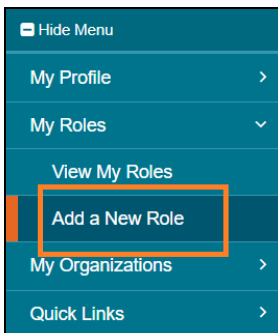 Hide Menu
My Profile
My Roles
View My Roles
Add a New Role
My Organizations
Quick Links